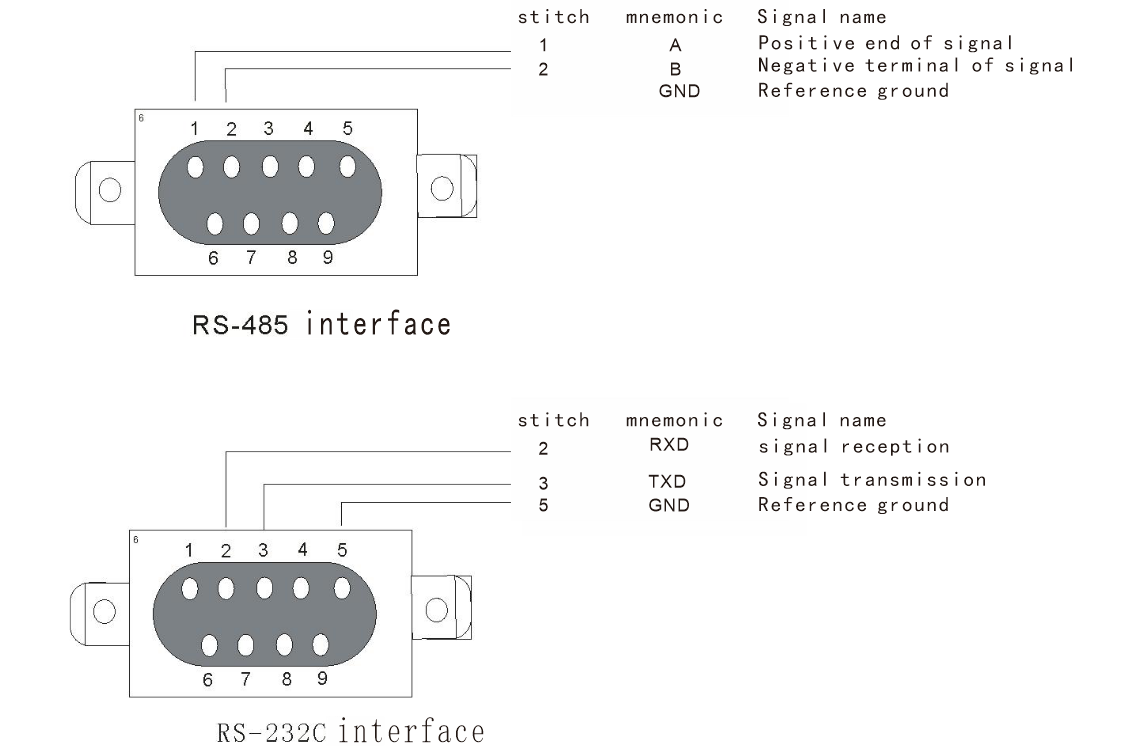 stitch mnemonic Signal name
1 A Positive end of signal
2 B Negative terminal of signal
GND Reference ground
6
1 2 3 4 5
6 7 8 9
RS-485 interface
stitch mnemonic Signal name
2 RXD signal reception
3 TXD Signal transmission
5 GND Reference ground
6
1 2 3 4 5
6 7 8 9
RS-232C interface